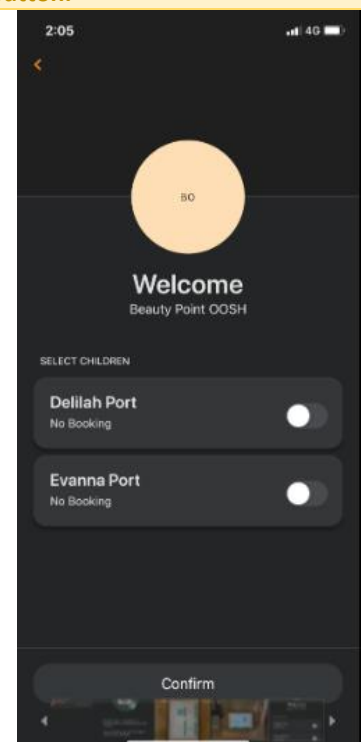 2:05
4G
BO
Welcome
Beauty Point OOSH
SELECT CHILDREN
Delilah Port
No Booking
Evanna Port
No Booking
Confirm